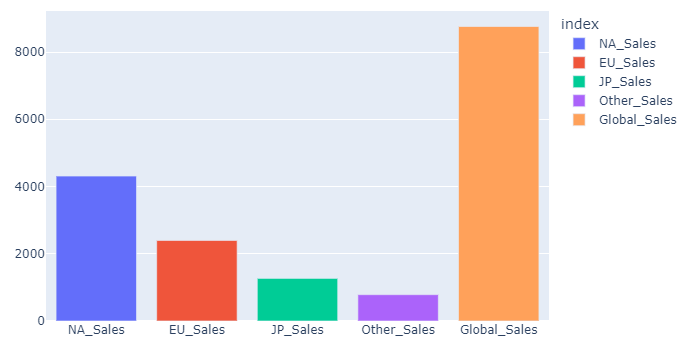 index
NA_Sales
EU_Sales
JP_Sales
Other_Sales
Global_Sales
8000
6000
4000
2000
0
NA_Sales EU_Sales JP_Sales Other_Sales Global_Sales